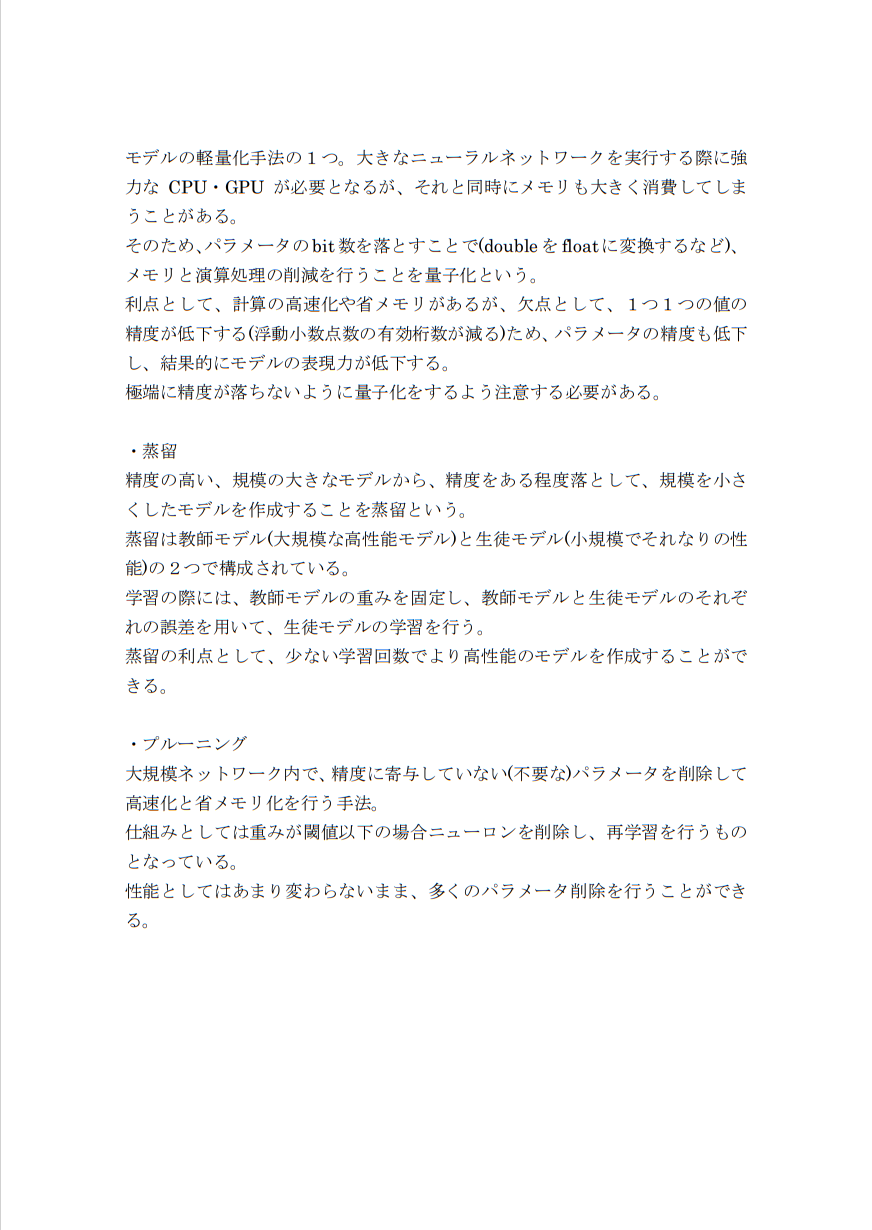 モデルの軽量化手法の１つ。大きなニューラルネットワークを実行する際に強
力な CPU・GPU が必要となるが、それと同時にメモリも大きく消費してしま
うことがある。
そのため、パラメータの bit 数を落とすことで(double を float に変換するなど)、
メモリと演算処理の削減を行うことを量子化という。
利点として、計算の高速化や省メモリがあるが、欠点として、１つ１つの値の
精度が低下する(浮動小数点数の有効桁数が減る)ため、パラメータの精度も低下
し、結果的にモデルの表現力が低下する。
極端に精度が落ちないように量子化をするよう注意する必要がある。
・蒸留
精度の高い、規模の大きなモデルから、精度をある程度落として、規模を小さ
くしたモデルを作成することを蒸留という。
蒸留は教師モデル(大規模な高性能モデル)と生徒モデル(小規模でそれなりの性
能)の２つで構成されている。
学習の際には、教師モデルの重みを固定し、教師モデルと生徒モデルのそれぞ
れの誤差を用いて、生徒モデルの学習を行う。
蒸留の利点として、少ない学習回数でより高性能のモデルを作成することがで
きる。
・プルーニング
大規模ネットワーク内で、精度に寄与していない(不要な)パラメータを削除して
高速化と省メモリ化を行う手法。
仕組みとしては重みが閾値以下の場合ニューロンを削除し、再学習を行うもの
となっている。
性能としてはあまり変わらないまま、多くのパラメータ削除を行うことができ
る。